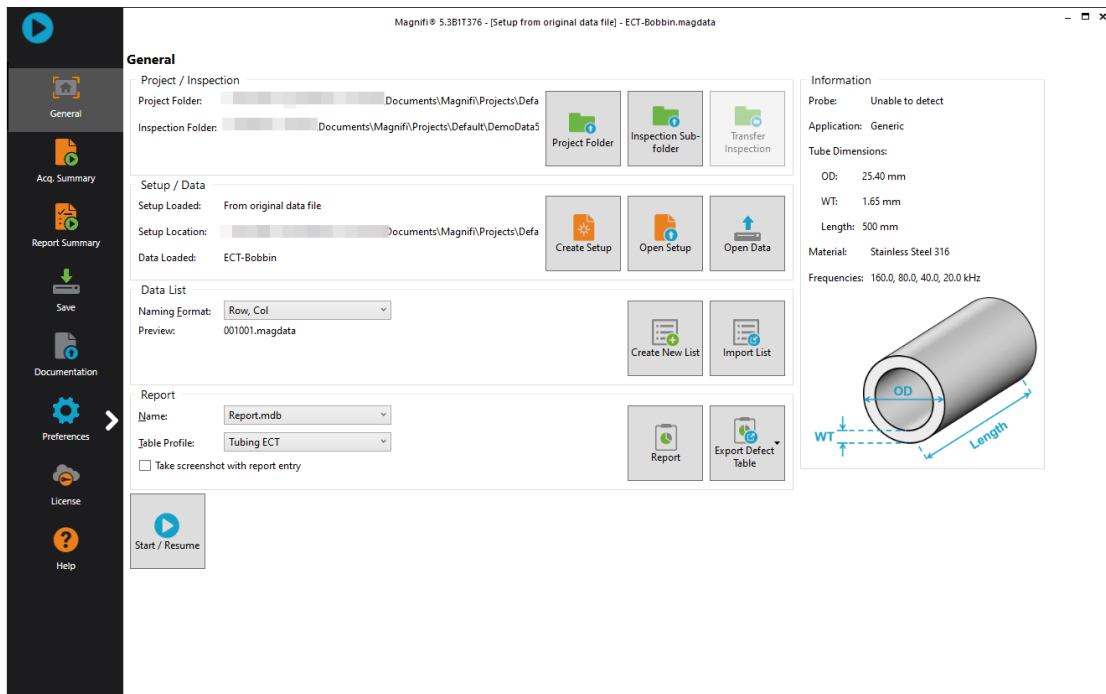 Magnifi® 5.3B1T376 - [Setup from original data file] - ECT-Bobbin.magdata
General
Acq. Summary
Report Summary
Save
Documentation
Preferences
License
Help
General
Project / Inspection
Project Folder: Documents\Magnifi\Projects\Defa
Inspection Folder: Documents\Magnifi\Projects\Default\DemoData5
Project Folder
Inspection Sub-
folder
Transfer
Inspection
Setup / Data
Setup Loaded: From original data file
Setup Location: Documents\Magnifi\Projects\Defa
Data Loaded: ECT-Bobbin
Create Setup
Open Setup
Open Data
Data List
Naming Format: Row, Col
Preview: 001001.magdata
Create New List
Import List
Report
Name: Report.mdb
Table Profile: Tubing ECT
Take screenshot with report entry
Report
Export Defect
Table
Start / Resume
Information
Probe: Unable to detect
Application: Generic
Tube Dimensions:
OD: 25.40 mm
WT: 1.65 mm
Length: 500 mm
Material: Stainless Steel 316
Frequencies: 160.0, 80.0, 40.0, 20.0 kHz
OD
WT
Length